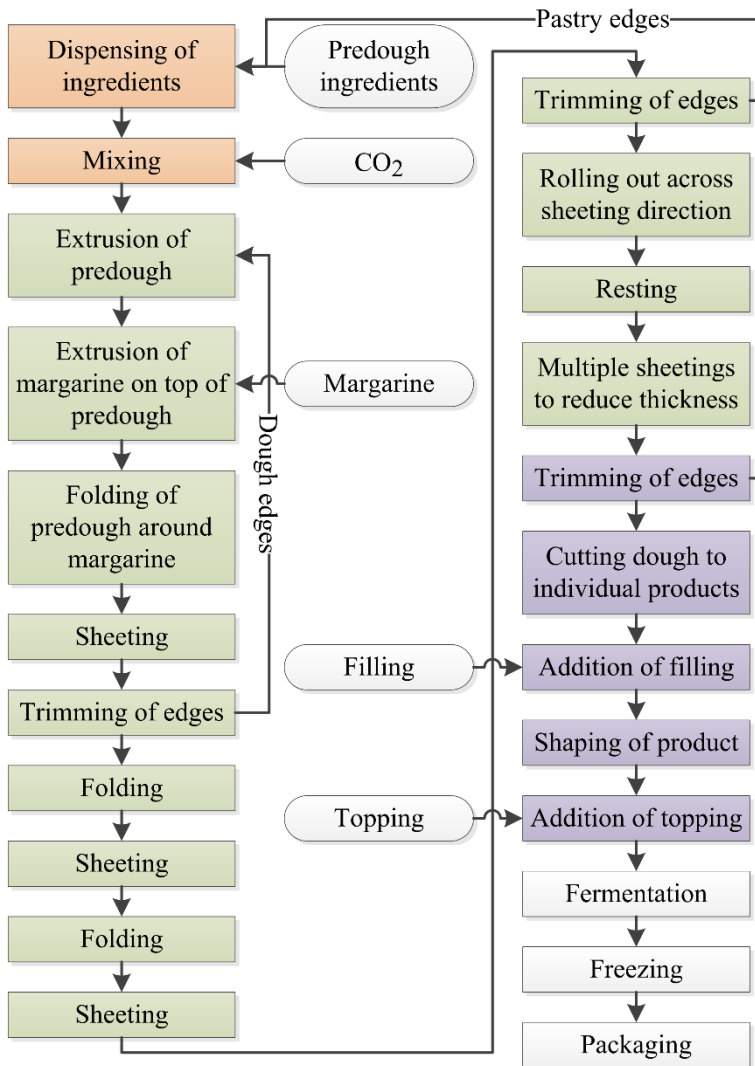 Pastry edges
Dispensing of
ingredients
Predough
ingredients
Mixing
CO2
Extrusion of
predough
Extrusion of
margarine on top of
predough
Margarine
Dough edges
Folding of
predough around
margarine
Sheeting
Trimming of edges
Folding
Sheeting
Folding
Sheeting
Trimming of edges
Rolling out across
sheeting direction
Resting
Multiple sheetings
to reduce thickness
Trimming of edges
Cutting dough to
individual products
Filling
Addition of filling
Shaping of product
Topping
Addition of topping
Fermentation
Freezing
Packaging